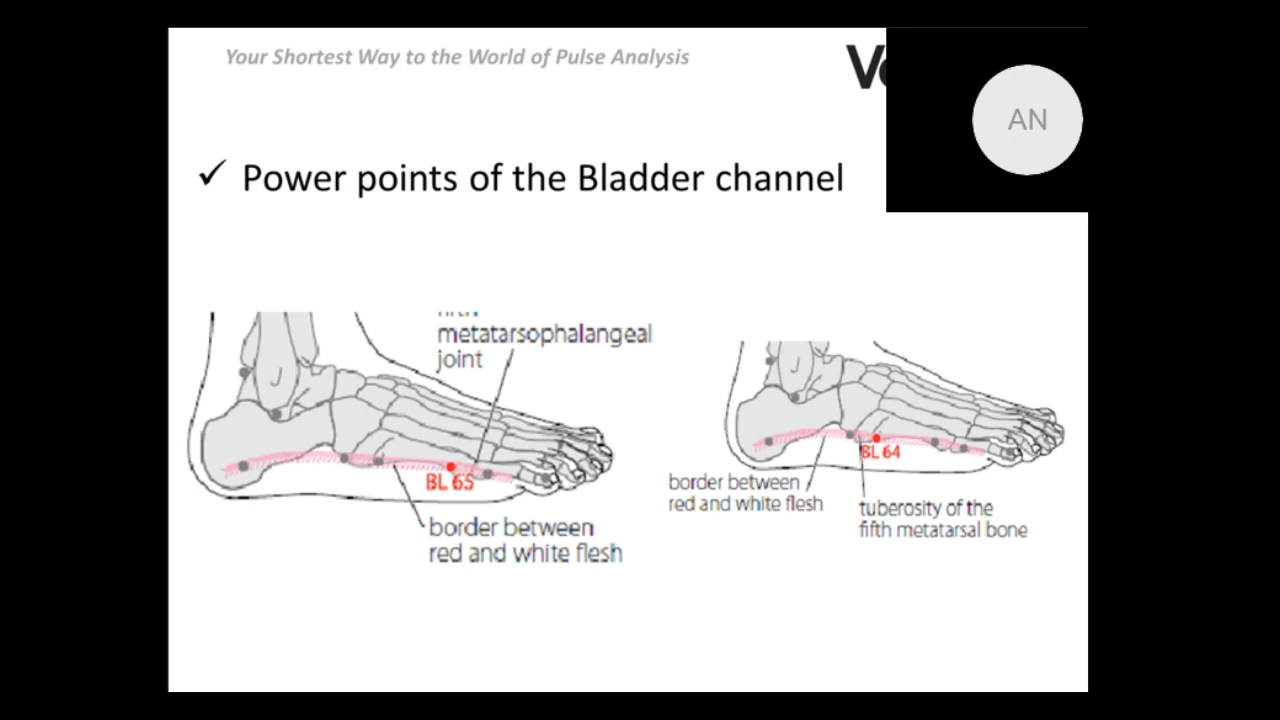 Your Shortest Way to the World of Pulse Analysis
AN
✓ Power points of the Bladder channel
metatarsophalangeal
joint
BL 65
border between
red and white flesh
BL 64
border between
red and white flesh
tuberosity of the
fifth metatarsal bone